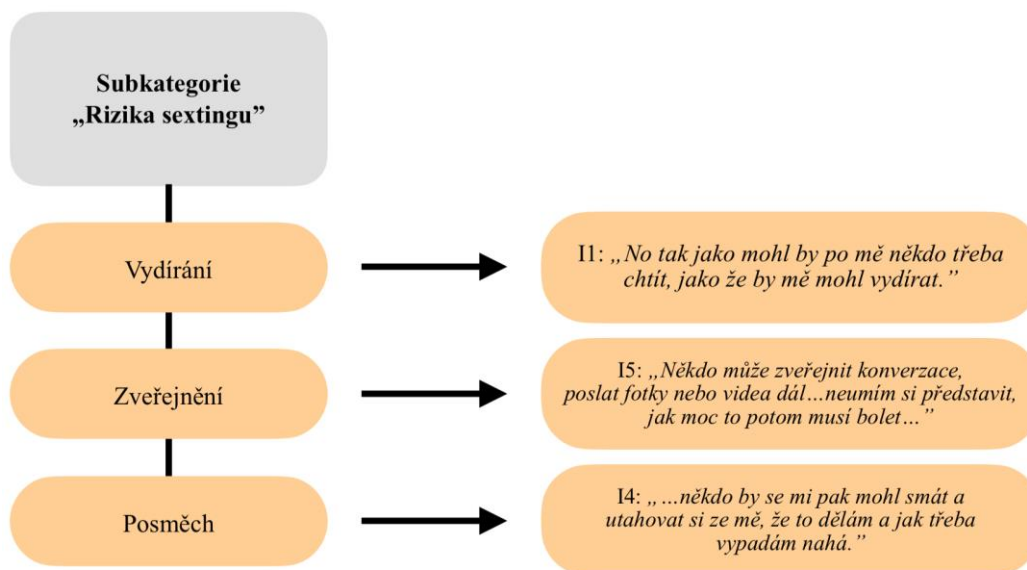 Subkategorie
„Rizika sextingu”
Vydírání
I1: „No tak jako mohl by po mě někdo třeba
chtít, jako že by mě mohl vydírat.”
Zveřejnění
I5: „Někdo může zveřejnit konverzace,
poslat fotky nebo videa dál…neumím si představit,
jak moc to potom musí bolet…”
Posměch
I4: „…někdo by se mi pak mohl smát a
utahovat si ze mě, že to dělám a jak třeba
vypadám nahá.”